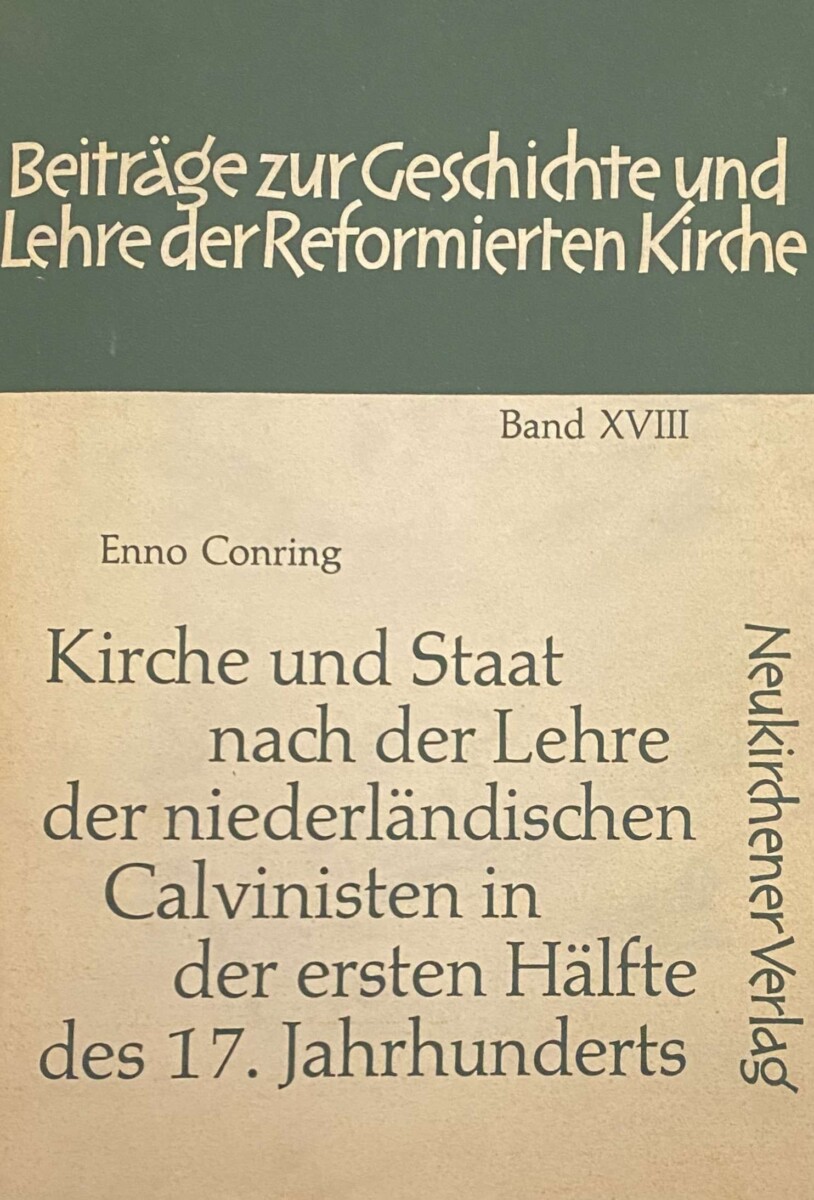 Beiträge zur Geschichte und
Lehre der Reformierten Kirche
Band XVIII
Enno Conring
Kirche und Staat
nach der Lehre
der niederländischen
Calvinisten in
der ersten Hälfte
des 17. Jahrhunderts
Neukirchener Verlag